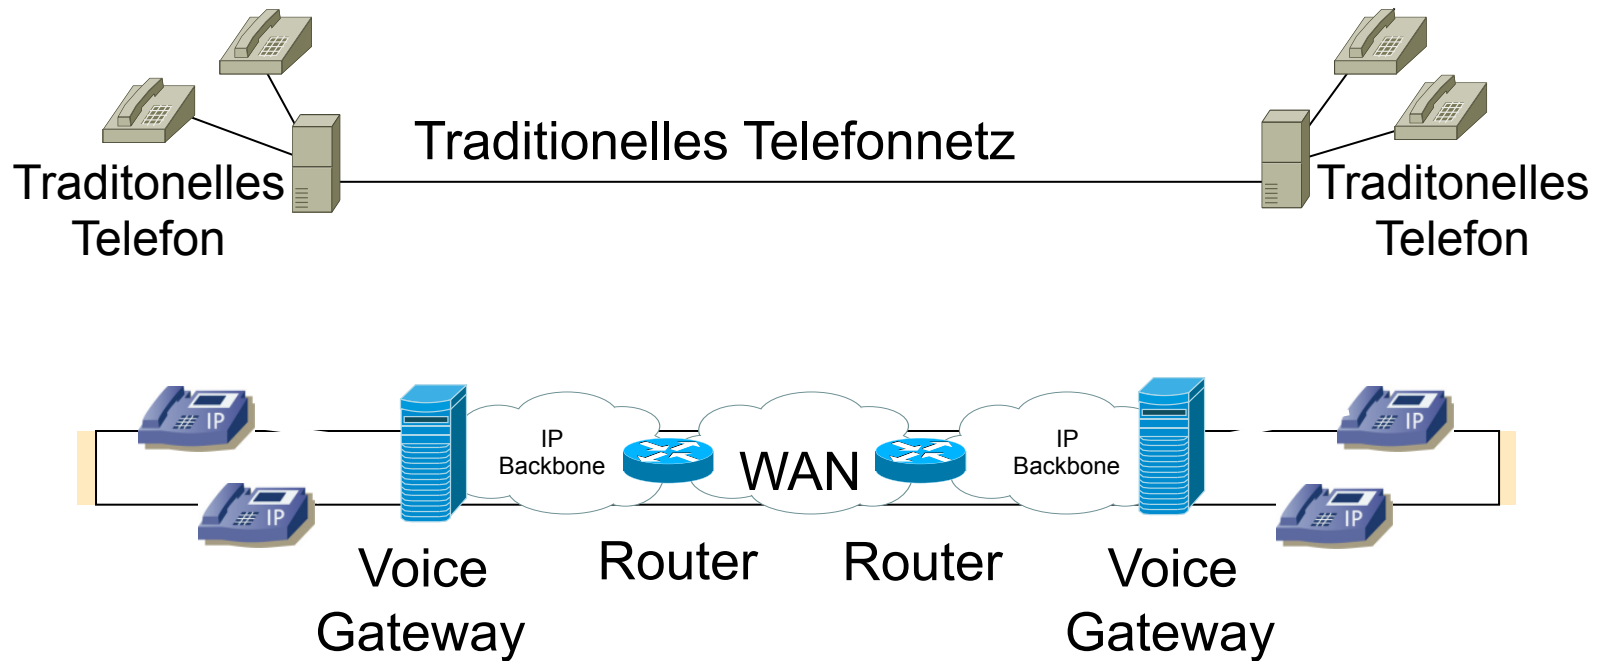 Traditionelles Telefonnetz
Traditonelles
Telefon
Traditonelles
Telefon
IP
IP
IP
Backbone
WAN
IP
Backbone
IP
IP
Voice
Gateway
Router
Router
Voice
Gateway